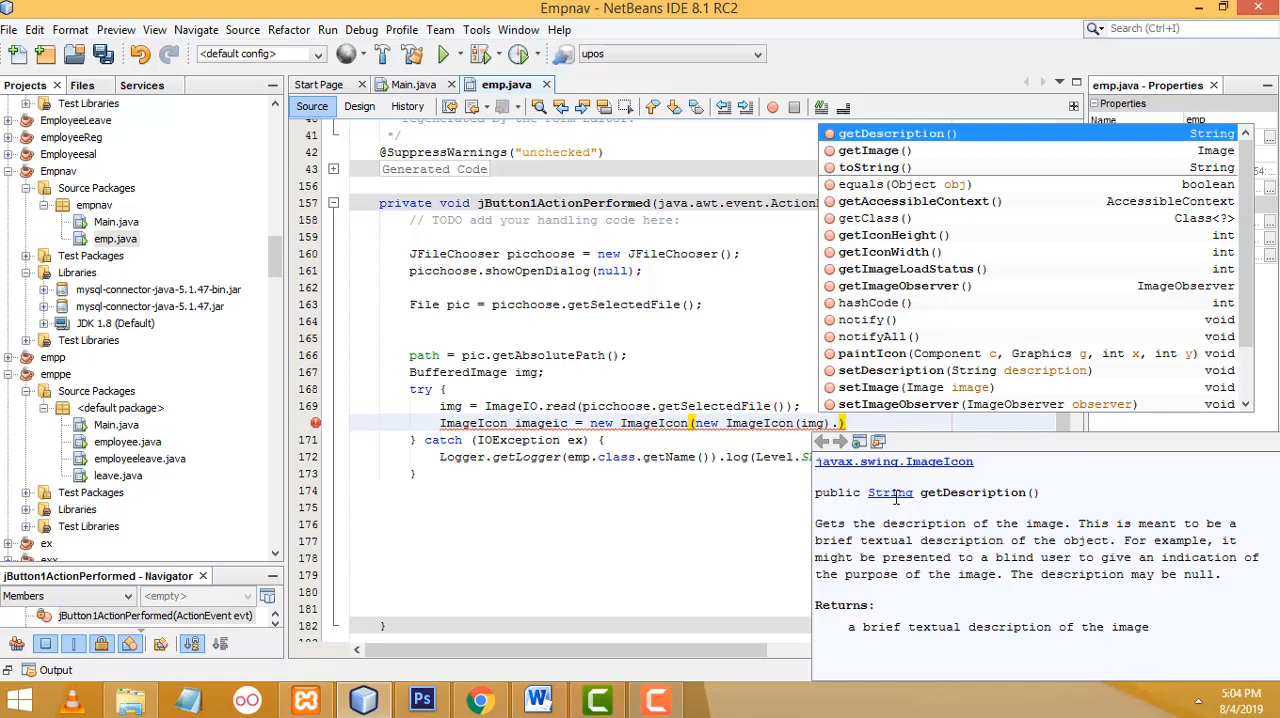 Empnav - NetBeans IDE 8.1 RC2
File Edit Format Preview View Navigate Source Refactor Run Debug Profile Team Tools Window Help
Search (Ctrl+I)
<default config>
upos
Projects Files Services
Start Page Main.java emp.java
emp.java - Properties
Source Design History
Properties
Name emp
Test Libraries
EmployeeLeave
employeeReg
Employeesal
Empnav
Source Packages
empnav
Main.java
emp.java
Test Packages
Libraries
mysql-connector-java-5.1.47-bin.jar
mysql-connector-java-5.1.47.jar
JDK 1.8 (Default)
Test Libraries
empp
emppe
Source Packages
<default package>
Main.java
employee.java
employeeleave.java
leave.java
Test Packages
Libraries
Test Libraries
ex
jButton1ActionPerformed - Navigator
Members
<empty>
jButton1ActionPerformed(ActionEvent evt)
Output
regenerated by the Form Editor.
41 */
42 @SuppressWarnings("unchecked")
43 Generated Code
156
157 private void jButton1ActionPerformed(java.awt.event.Action
158 // TODO add your handling code here:
159
160 JFileChooser picchoose = new JFileChooser();
161 picchoose.showOpenDialog(null);
162
163 File pic = picchoose.getSelectedFile();
164
165
166 path = pic.getAbsolutePath();
167 BufferedImage img;
168 try {
169 img = ImageIO.read(picchoose.getSelectedFile());
ImageIcon imageic = new ImageIcon(new ImageIcon(img).)
171 } catch (IOException ex) {
172 Logger.getLogger(emp.class.getName()).log(Level.
173 }
174
175
176
177
178
179
180
181
182 }
getDescription() String
getImage() Image
toString() String
equals(Object obj) boolean
getAccessibleContext() AccessibleContext
getClass() Class<?>
getIconHeight() int
getIconWidth() int
getImageLoadStatus() int
getImageObserver() ImageObserver
hashCode() int
notify() void
notifyAll() void
paintIcon(Component c, Graphics g, int x, int y) void
setDescription(String description) void
setImage(Image image) void
setImageObserver(ImageObserver observer) void
javax.swing.ImageIcon
public String getDescription()
Gets the description of the image. This is meant to be a
brief textual description of the object. For example, it
might be presented to a blind user to give an indication of
the purpose of the image. The description may be null.
Returns:
a brief textual description of the image
Ps
5:04 PM
8/4/2019